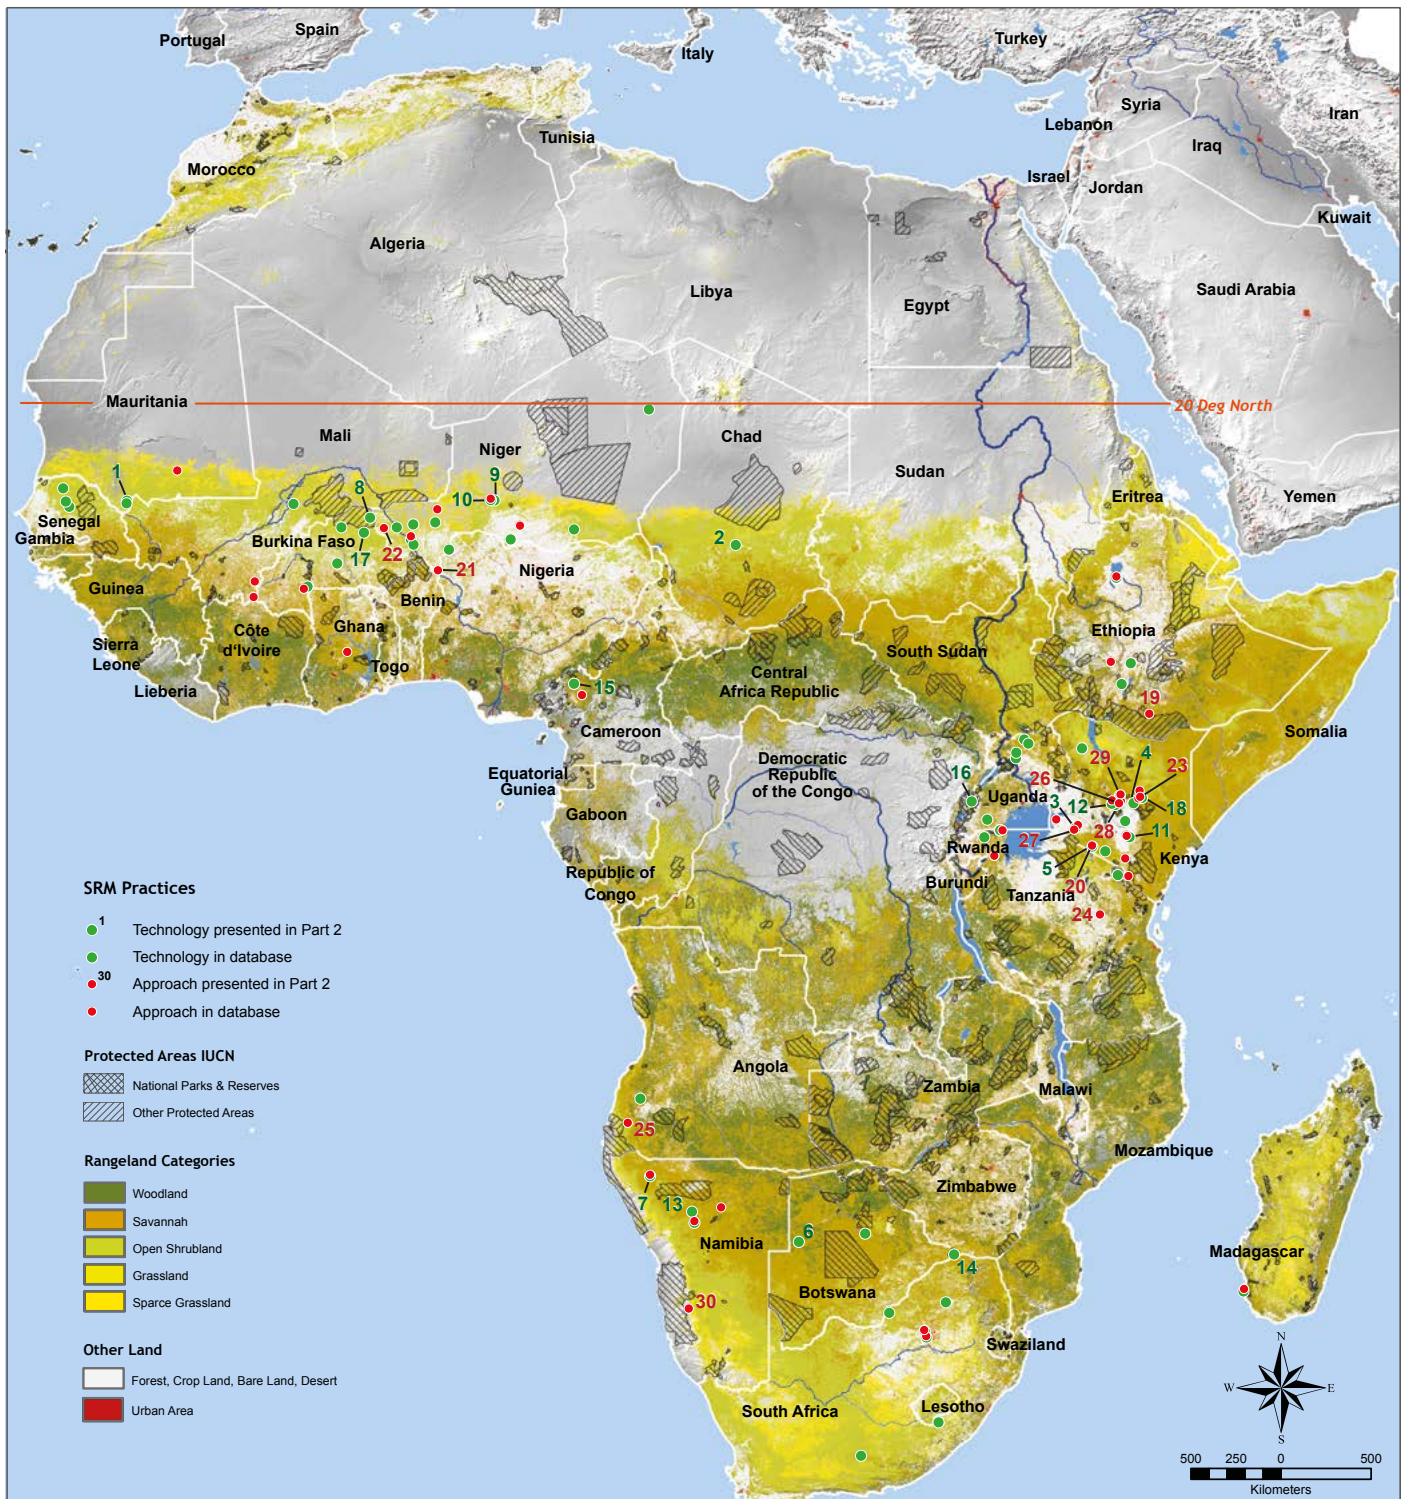 Portugal
Spain
Italy
Turkey
Syria
Lebanon
Iran
Iraq
Israel
Jordan
Kuwait
Tunisia
Morocco
Algeria
Libya
Egypt
Saudi Arabia
Mauritania
20 Deg North
Mali
Niger
Chad
Sudan
Eritrea
Yemen
1
8
9
10
2
Senegal
Gambia
Burkina Faso
17
22
21
Nigeria
Guinea
Benin
Sierra
Leone
Côte
d'Ivoire
Ghana
Togo
Lieberia
Ethiopia
South Sudan
Central
Africa Republic
15
19
Cameroon
Somalia
Equatorial
Guniea
Democratic
Republic
of the Congo
29
4
23
26
16
Uganda
3
12
18
Gaboon
28
27
11
Rwanda
Kenya
5
Republic of
Congo
Burundi
20
Tanzania
24
SRM Practices
1
Technology presented in Part 2
Technology in database
30
Approach presented in Part 2
Approach in database
Protected Areas IUCN
National Parks & Reserves
Other Protected Areas
Angola
Zambia
Malawi
25
Mozambique
Rangeland Categories
Woodland
Savannah
Open Shrubland
Grassland
Sparce Grassland
7
13
Namibia
6
Zimbabwe
14
Botswana
Madagascar
30
Swaziland
Other Land
Forest, Crop Land, Bare Land, Desert
Urban Area
South Africa
Lesotho
N
W
E
S
500 250 0 500
Kilometers